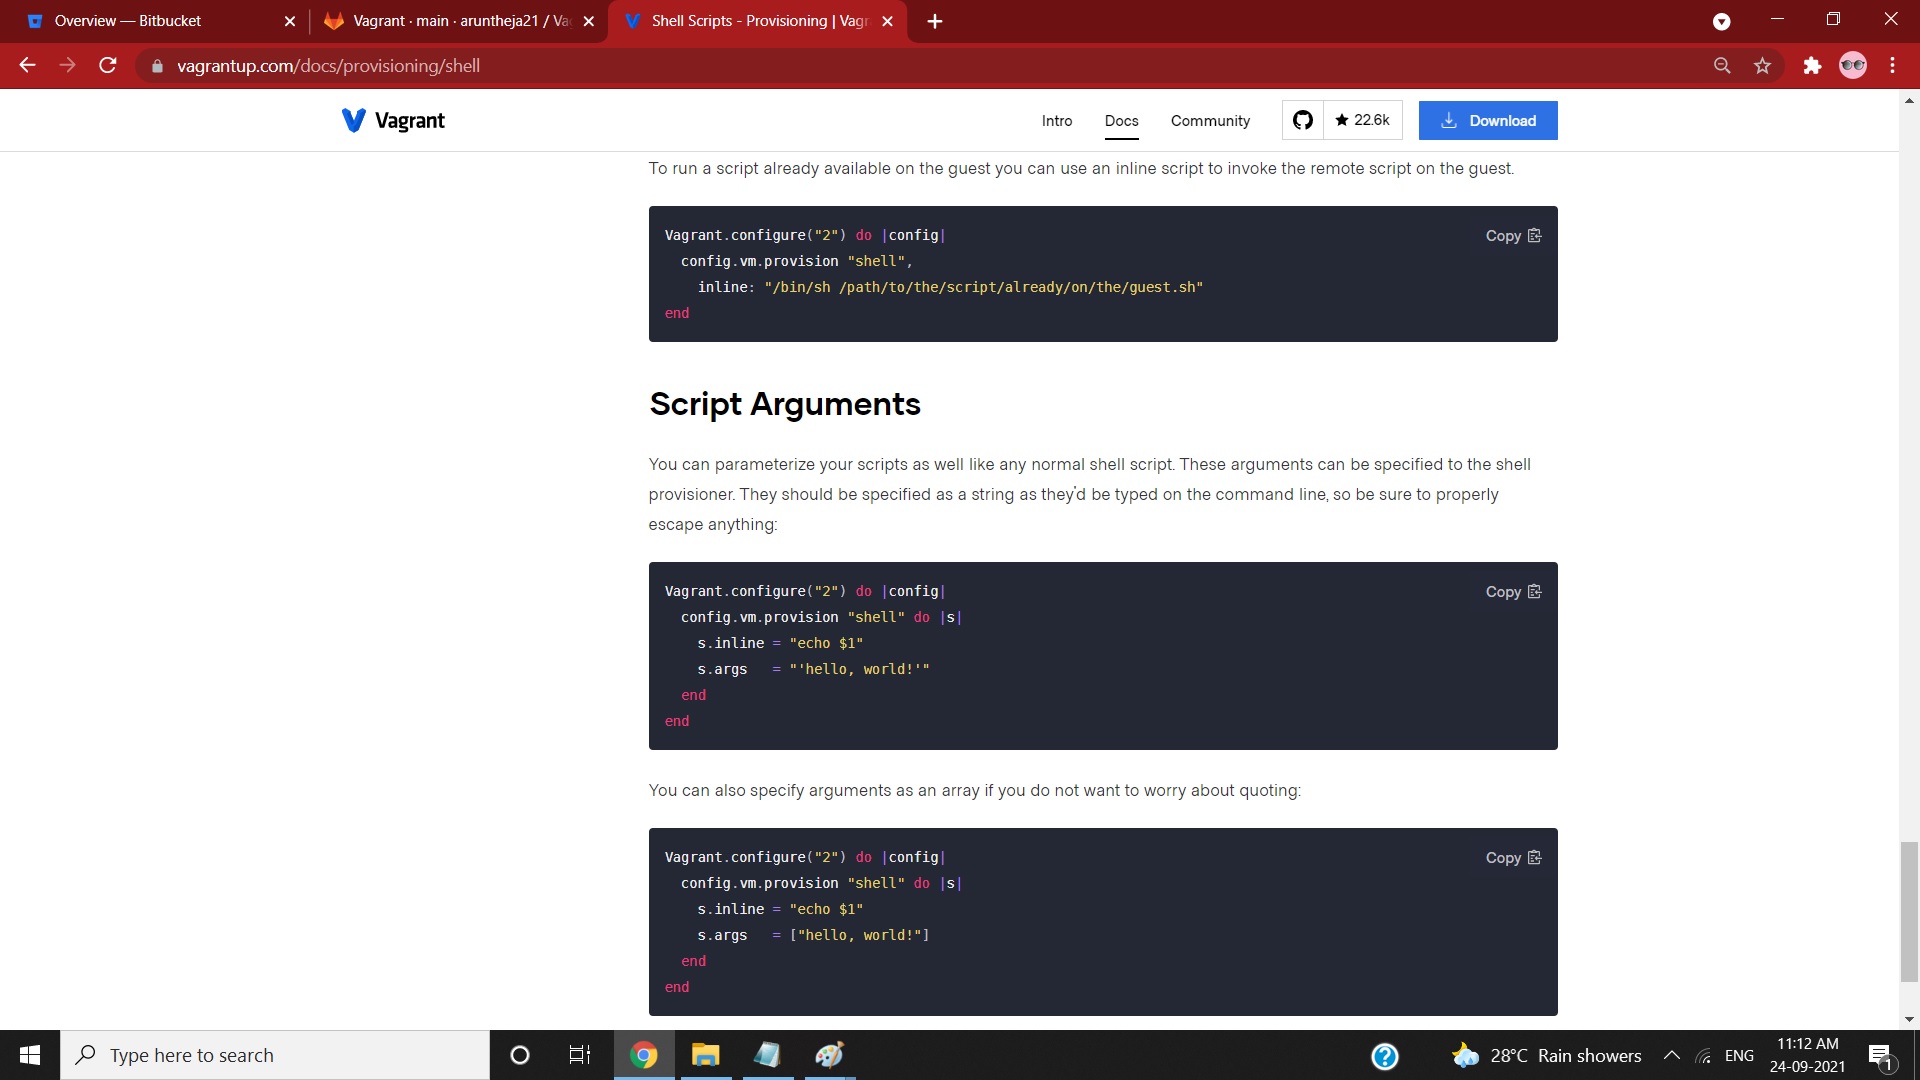 Overview — Bitbucket
Vagrant · main · aruntheja21 / Va
Shell Scripts - Provisioning | Vagr
vagrantup.com/docs/provisioning/shell
Vagrant
Intro
Docs
Community
22.6k
Download
To run a script already available on the guest you can use an inline script to invoke the remote script on the guest.
Vagrant.configure("2") do |config|
Copy
config.vm.provision "shell",
inline: "/bin/sh /path/to/the/script/already/on/the/guest.sh"
end
Script Arguments
You can parameterize your scripts as well like any normal shell script. These arguments can be specified to the shell
provisioner. They should be specified as a string as they'd be typed on the command line, so be sure to properly
escape anything:
Vagrant.configure("2") do |config|
Copy
config.vm.provision "shell" do |s|
s.inline = "echo $1"
s.args   = "'hello, world!'"
end
end
You can also specify arguments as an array if you do not want to worry about quoting:
Vagrant.configure("2") do |config|
Copy
config.vm.provision "shell" do |s|
s.inline = "echo $1"
s.args   = ["hello, world!"]
end
end
Type here to search
28°C Rain showers
ENG
11:12 AM
24-09-2021
1